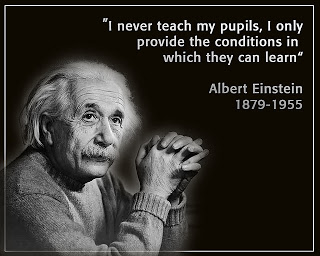 "I never teach my pupils, I only
provide the conditions in
which they can learn“
Albert Einstein
1879-1955